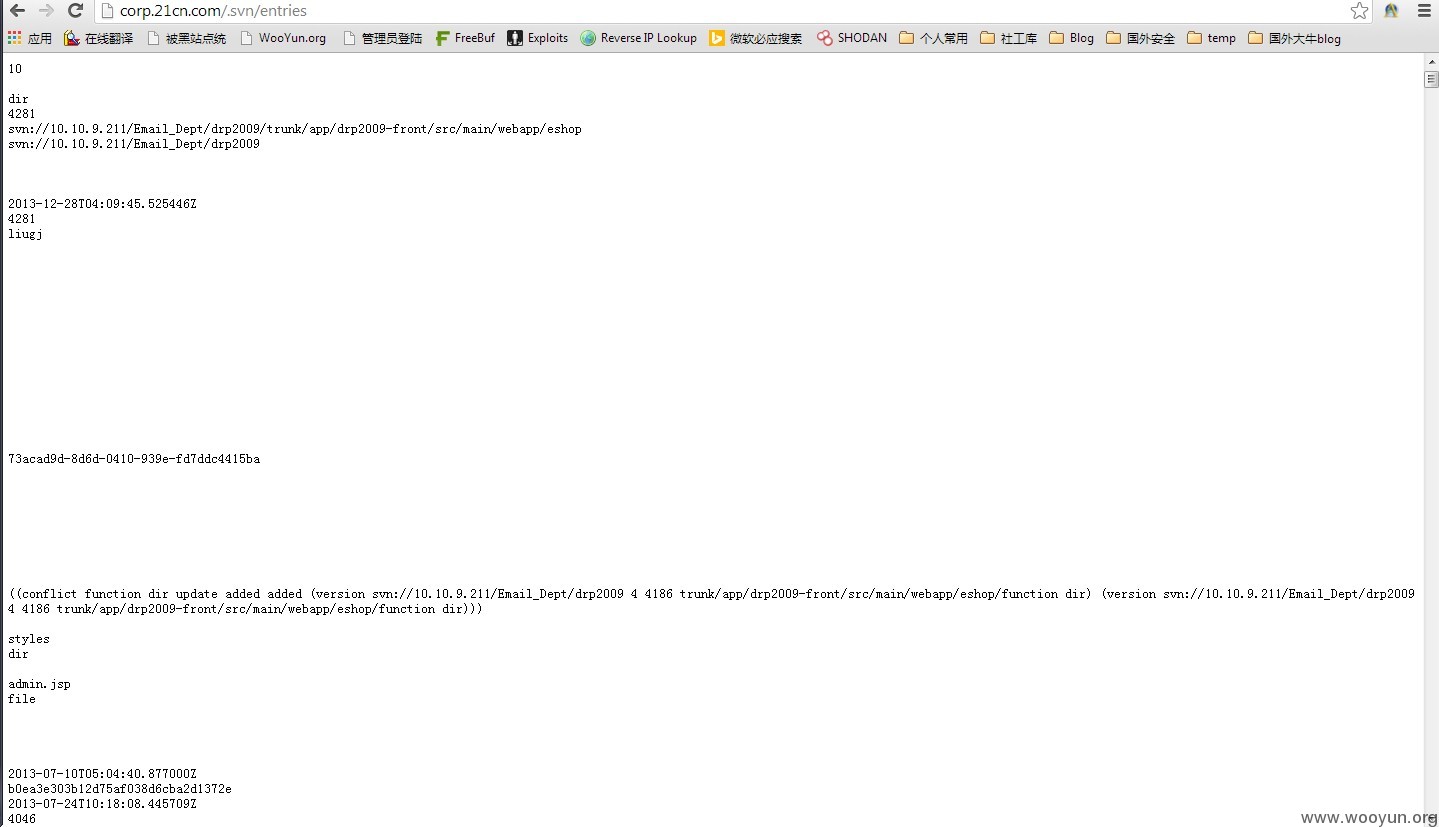 corp.21cn.com/.svn/entries
应用 在线翻译 被黑站点统 WooYun.org 管理员登陆 FreeBuf Exploits Reverse IP Lookup 微软必应搜索 SHODAN 个人常用 社工库 Blog 国外安全 temp 国外大牛blog
10
dir
4281
svn://10.10.9.211/Email_Dept/drp2009/trunk/app/drp2009-front/src/main/webapp/eshop
svn://10.10.9.211/Email_Dept/drp2009
2013-12-28T04:09:45.525446Z
4281
liugj
73acad9d-8d6d-0410-939e-fd7ddc4415ba
((conflict function dir update added added (version svn://10.10.9.211/Email_Dept/drp2009 4 4186 trunk/app/drp2009-front/src/main/webapp/eshop/function dir) (version svn://10.10.9.211/Email_Dept/drp2009
4 4186 trunk/app/drp2009-front/src/main/webapp/eshop/function dir)))
styles
dir
admin.jsp
file
2013-07-10T05:04:40.877000Z
b0ea3e303b12d75af038d6cba2d1372e
2013-07-24T10:18:08.445709Z
4046
www.wooyun.org